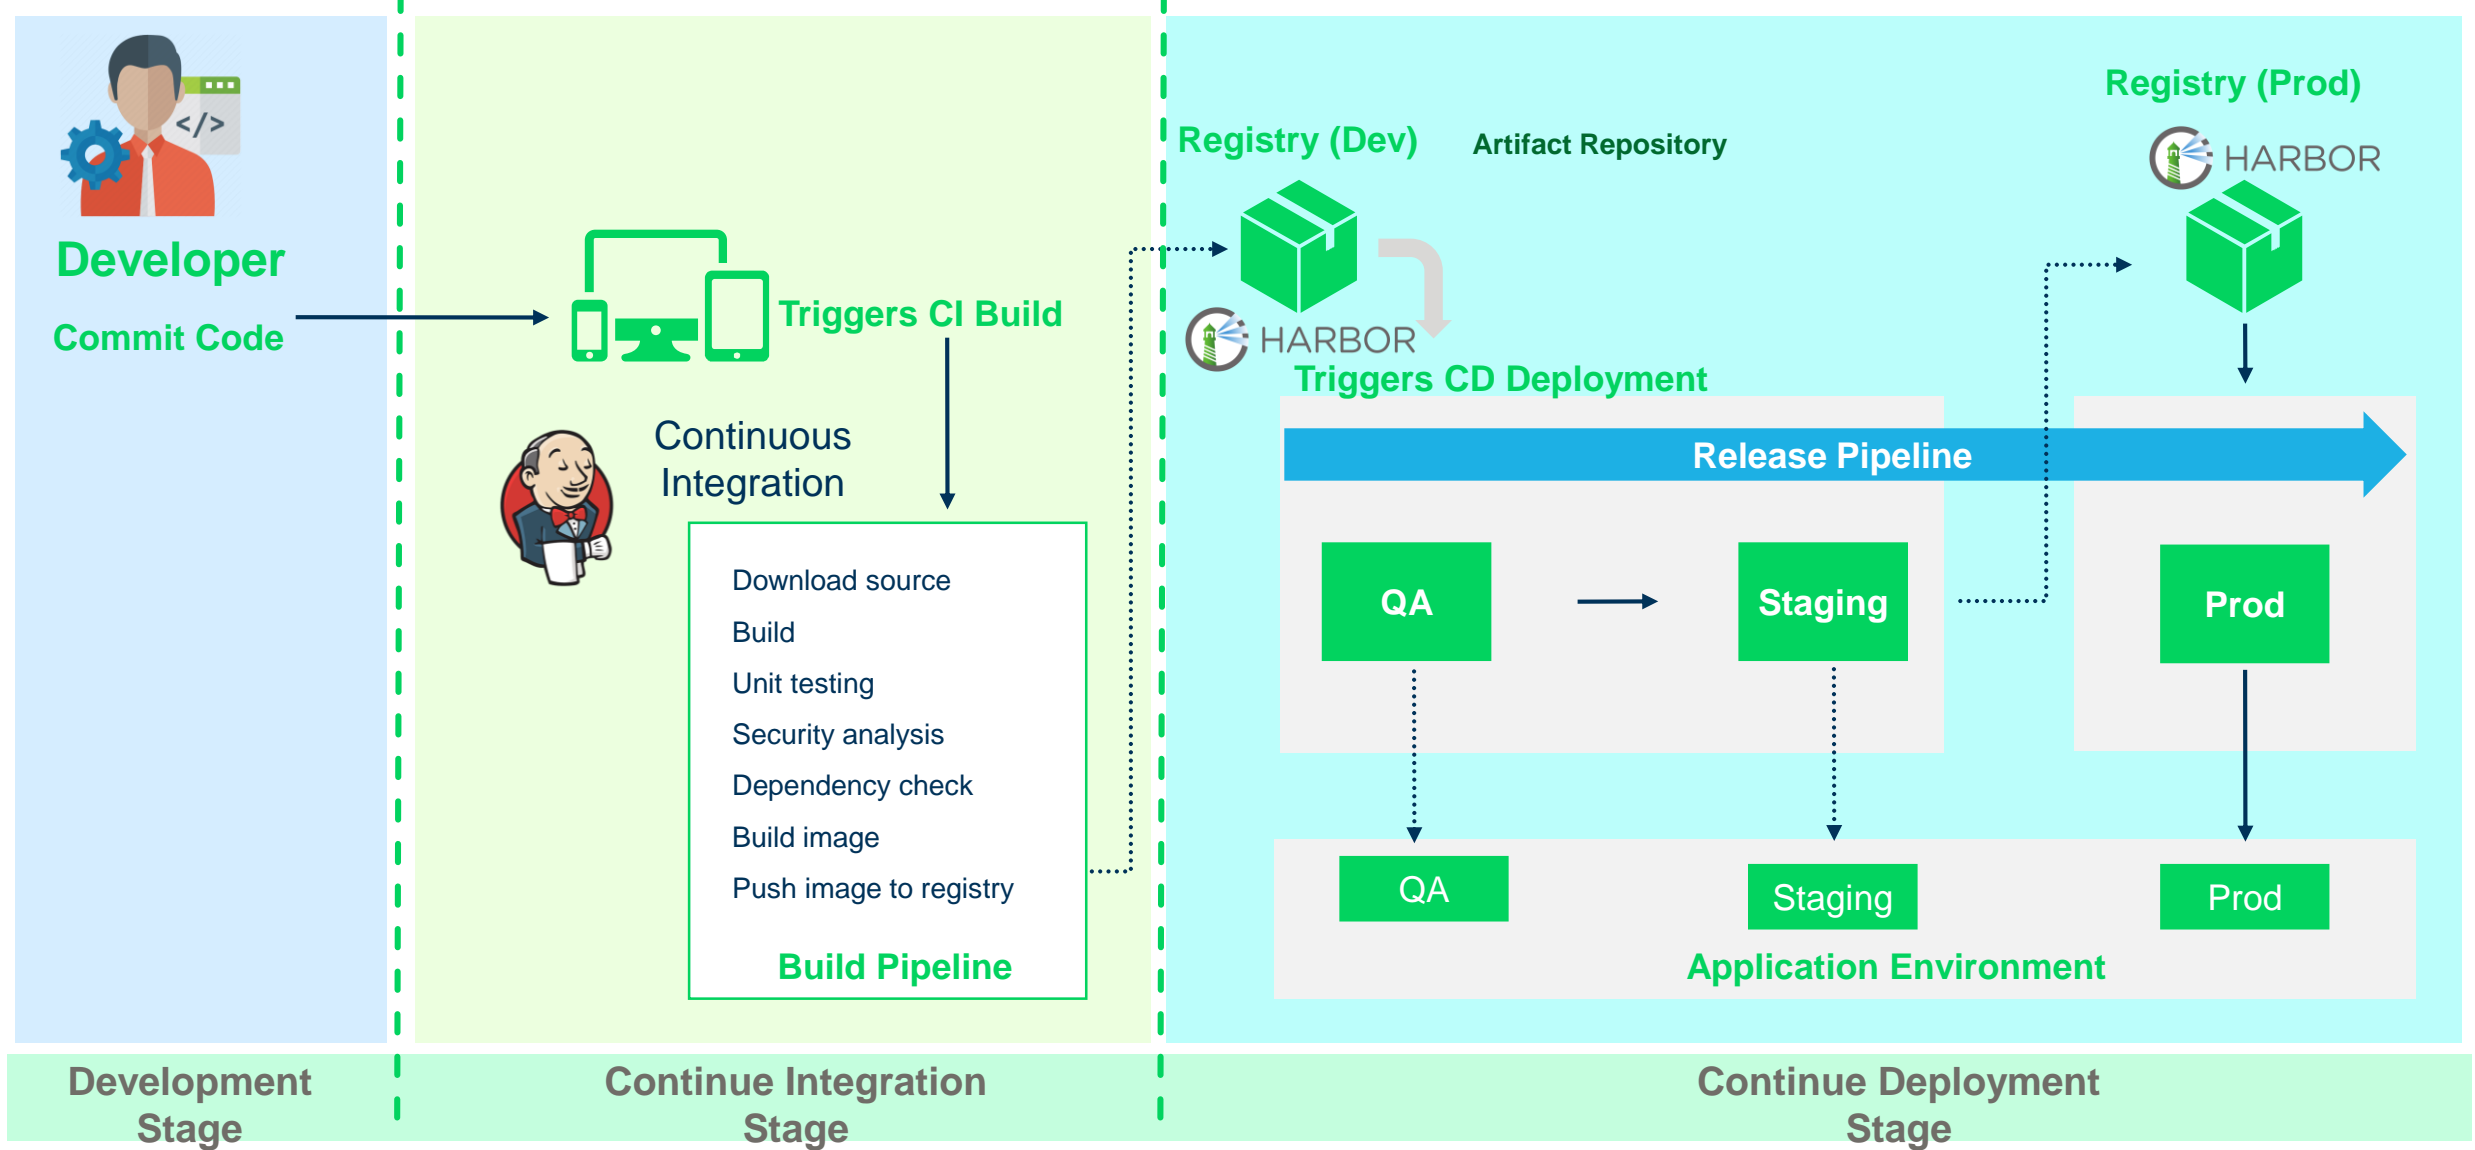 Developer
Commit Code
</>
Triggers CI Build
Continuous
Integration
Download source
Build
Unit testing
Security analysis
Dependency check
Build image
Push image to registry
Build Pipeline
Registry (Dev)
Artifact Repository
HARBOR
Triggers CD Deployment
Registry (Prod)
HARBOR
Release Pipeline
QA
Staging
Prod
QA
Staging
Prod
Application Environment
Development
Stage
Continue Integration
Stage
Continue Deployment
Stage